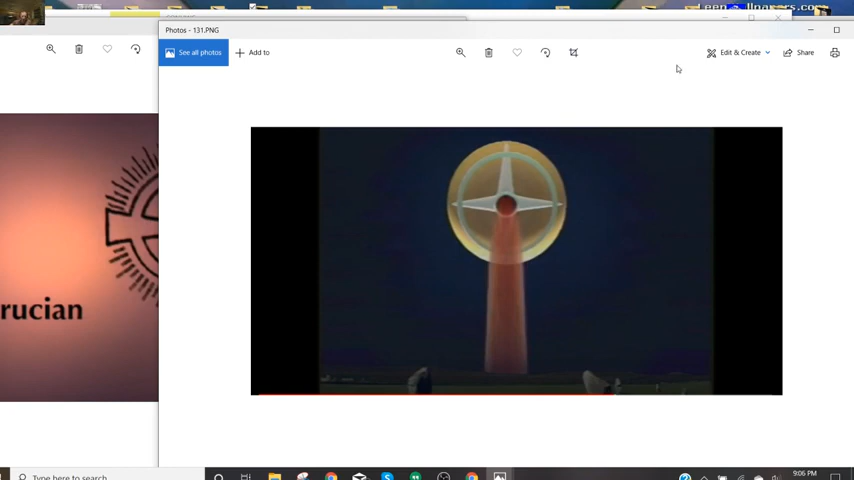 Photos - 131.PNG
See all photos
Add to
Edit & Create
Share
rucian
Type here to search
9:06 PM